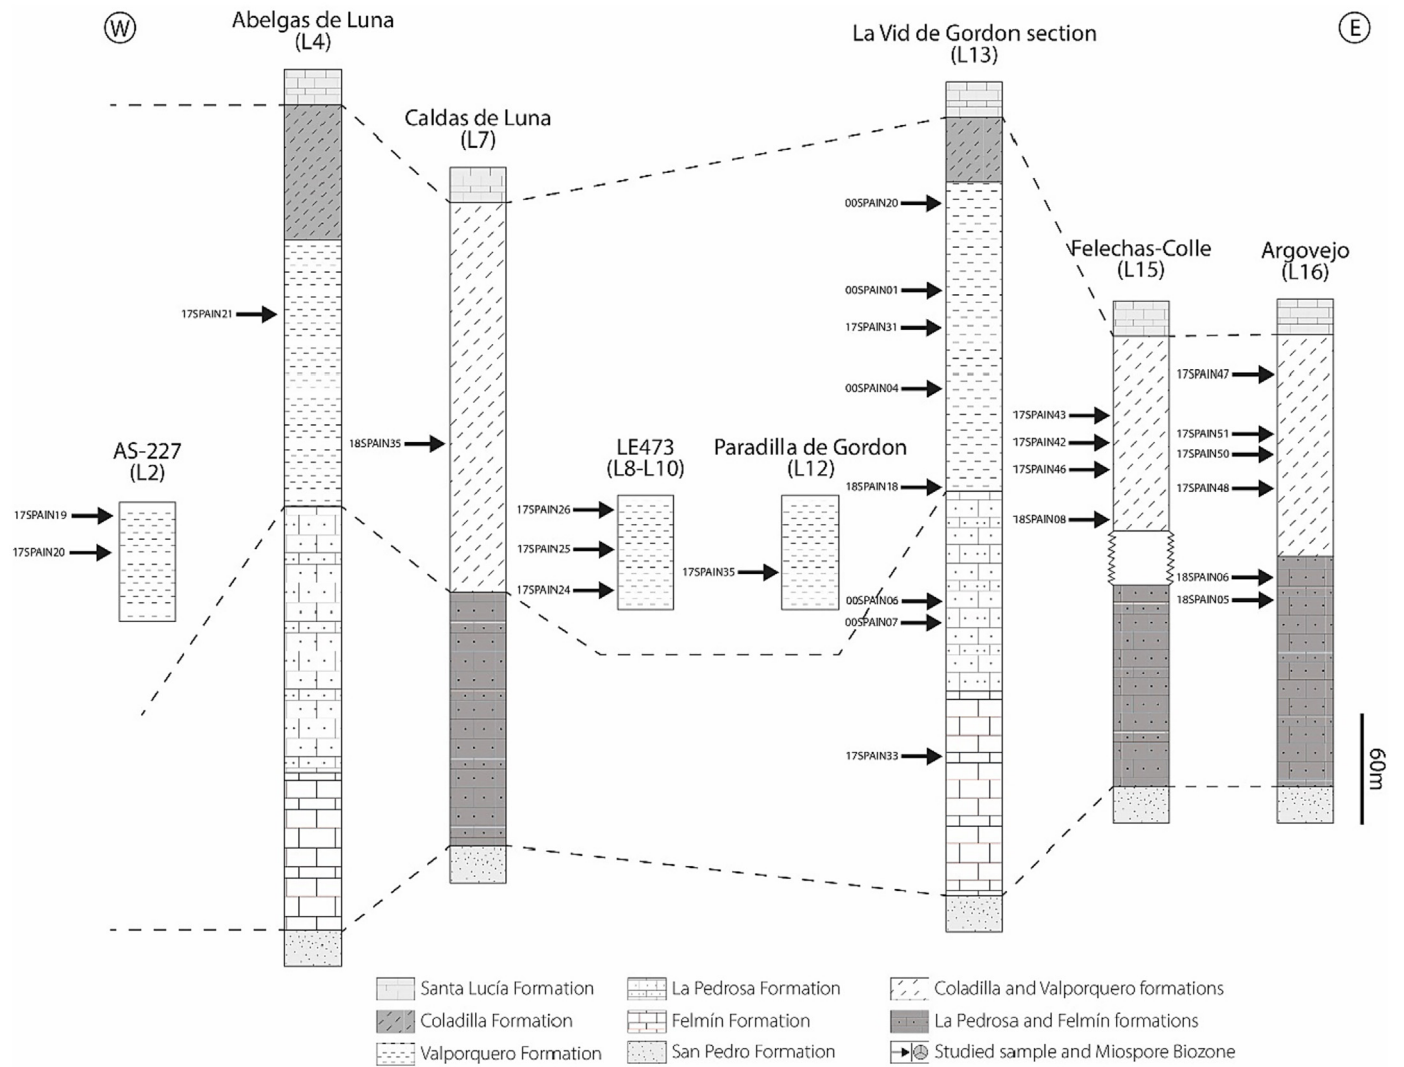 W
E
Abelgas de Luna
(L4)
La Vid de Gordon section
(L13)
Caldas de Luna
(L7)
00SPAIN20
Felechas-Colle
(L15)
Argovejo
(L16)
00SPAIN01
17SPAIN21
17SPAIN31
17SPAIN47
00SPAIN04
17SPAIN43
17SPAIN51
18SPAIN35
17SPAIN42
17SPAIN50
AS-227
(L2)
LE473
(L8-L10)
Paradilla de Gordon
(L12)
17SPAIN46
18SPAIN18
17SPAIN48
17SPAIN19
17SPAIN26
18SPAIN08
17SPAIN20
17SPAIN25
17SPAIN35
18SPAIN06
17SPAIN24
00SPAIN06
18SPAIN05
00SPAIN07
17SPAIN33
60m
Santa Lucía Formation
Coladilla Formation
Valporquero Formation
La Pedrosa Formation
Felmín Formation
San Pedro Formation
Coladilla and Valporquero formations
La Pedrosa and Felmín formations
Studied sample and Miospore Biozone